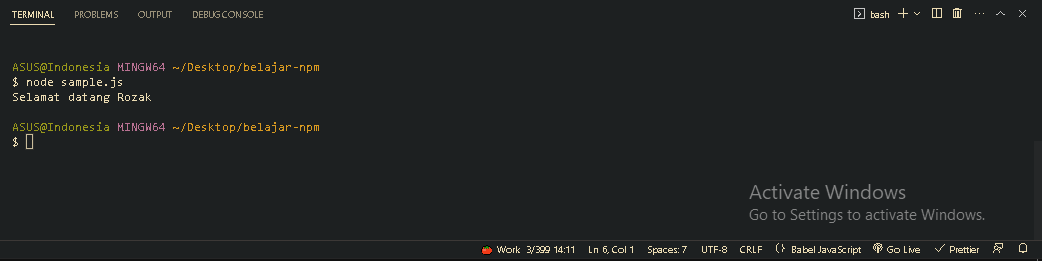 TERMINAL PROBLEMS OUTPUT DEBUG CONSOLE bash
ASUS@Indonesia MINGW64 ~/Desktop/belajar-npm
$ node sample.js
Selamat datang Rozak
ASUS@Indonesia MINGW64 ~/Desktop/belajar-npm
$
Activate Windows
Go to Settings to activate Windows.
Work 3/399 14:11 Ln 6, Col 1 Spaces: 7 UTF-8 CRLF {} Babel JavaScript Go Live Prettier